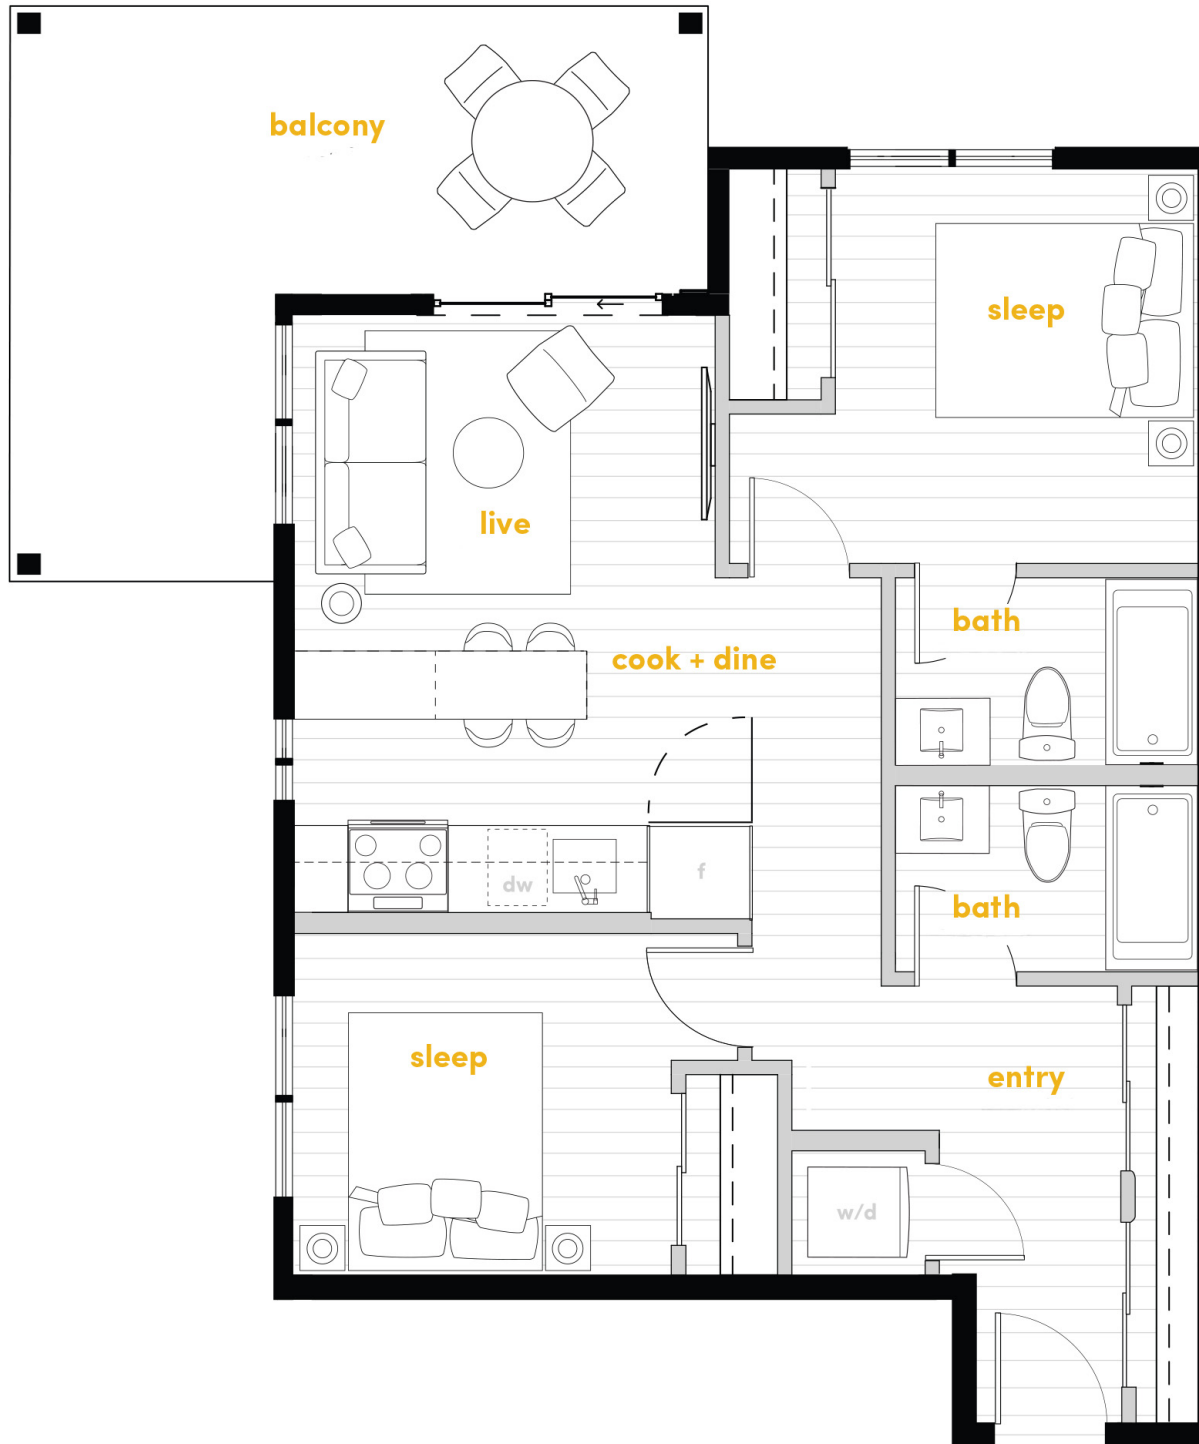 balcony
sleep
live
bath
cook + dine
f
dw
bath
sleep
entry
w/d